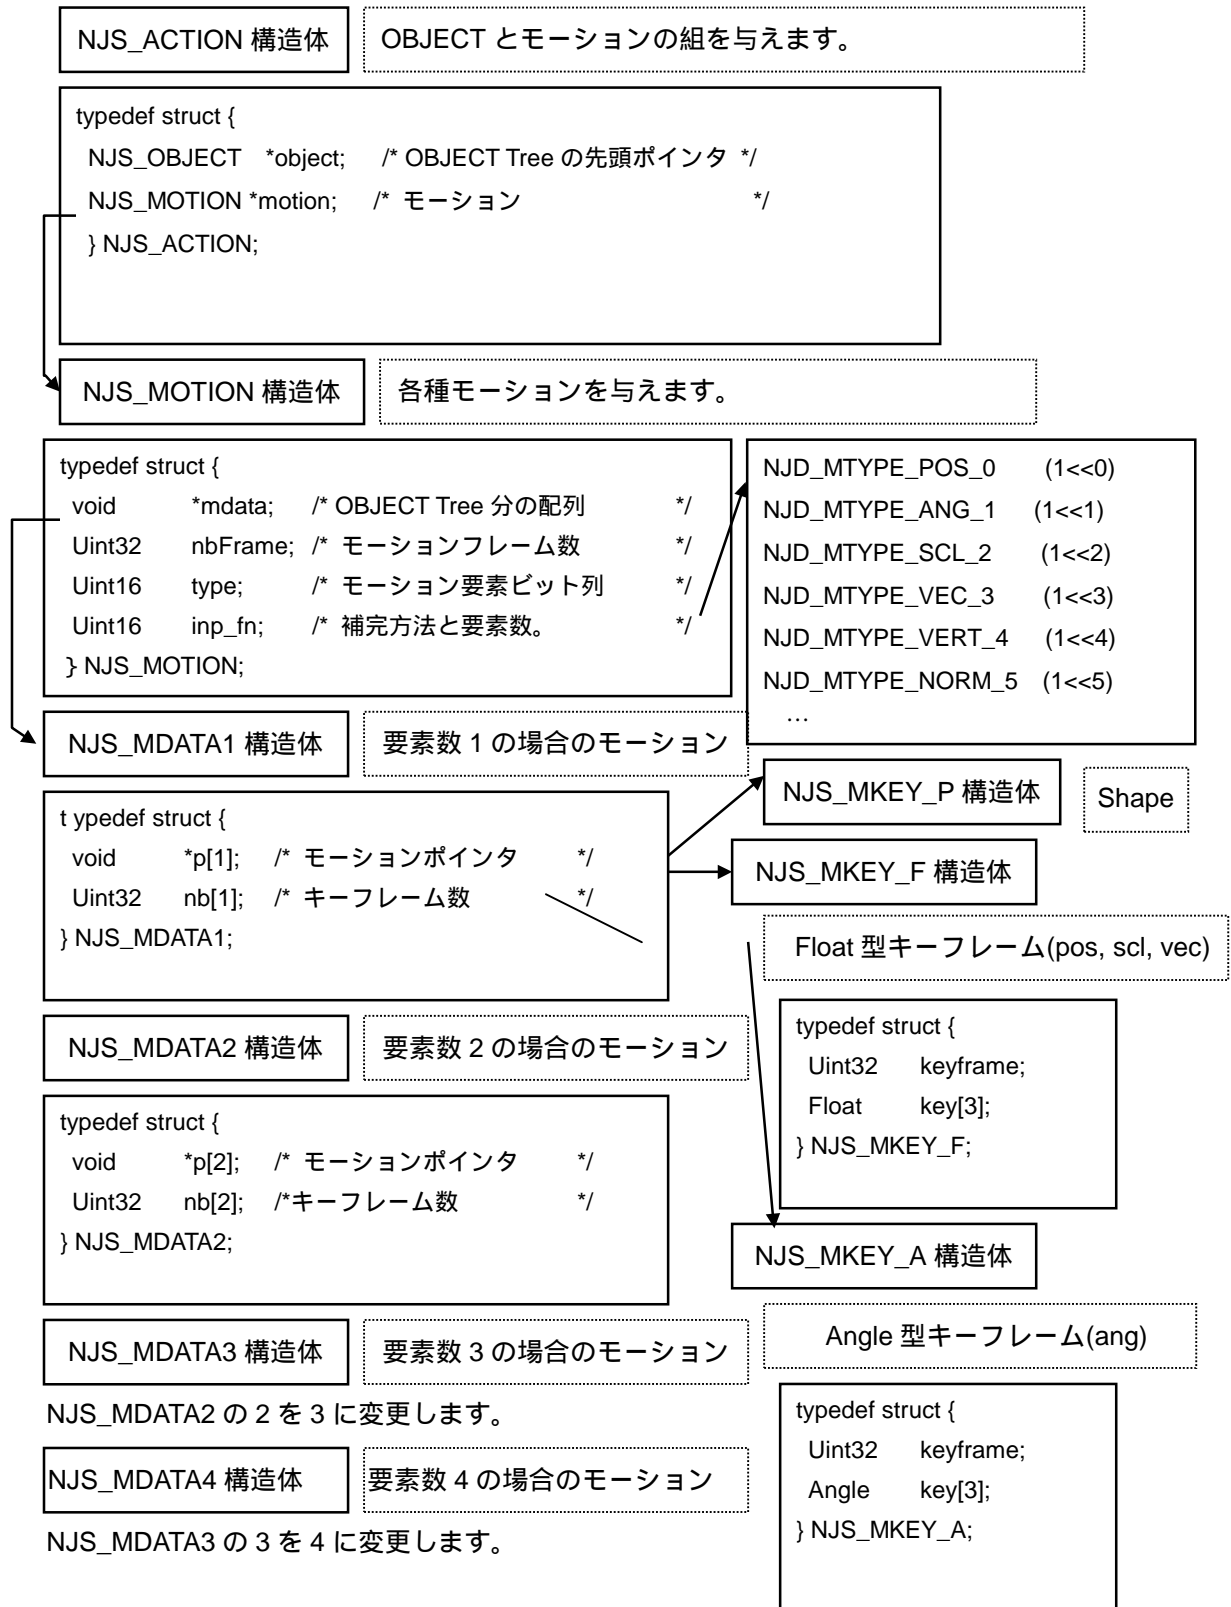 NJS_ACTION 構造体
OBJECT とモーションの組を与えます。
typedef struct {
NJS_OBJECT *object; /* OBJECT Tree の先頭ポインタ */
NJS_MOTION *motion; /* モーション */
} NJS_ACTION;
NJS_MOTION 構造体
各種モーションを与えます。
typedef struct {
void *mdata; /* OBJECT Tree 分の配列 */
Uint32 nbFrame; /* モーションフレーム数 */
Uint16 type; /* モーション要素ビット列 */
Uint16 inp_fn; /* 補完方法と要素数。 */
} NJS_MOTION;
NJD_MTYPE_POS_0 (1<<0)
NJD_MTYPE_ANG_1 (1<<1)
NJD_MTYPE_SCL_2 (1<<2)
NJD_MTYPE_VEC_3 (1<<3)
NJD_MTYPE_VERT_4 (1<<4)
NJD_MTYPE_NORM_5 (1<<5)
…
NJS_MDATA1 構造体
要素数 1 の場合のモーション
t ypedef struct {
void *p[1]; /* モーションポインタ */
Uint32 nb[1]; /* キーフレーム数 */
} NJS_MDATA1;
NJS_MKEY_P 構造体
Shape
NJS_MKEY_F 構造体
Float 型キーフレーム(pos, scl, vec)
typedef struct {
Uint32 keyframe;
Float key[3];
} NJS_MKEY_F;
NJS_MDATA2 構造体
要素数 2 の場合のモーション
typedef struct {
void *p[2]; /* モーションポインタ */
Uint32 nb[2]; /*キーフレーム数 */
} NJS_MDATA2;
NJS_MKEY_A 構造体
Angle 型キーフレーム(ang)
typedef struct {
Uint32 keyframe;
Angle key[3];
} NJS_MKEY_A;
NJS_MDATA3 構造体
要素数 3 の場合のモーション
NJS_MDATA2 の 2 を 3 に変更します。
NJS_MDATA4 構造体
要素数 4 の場合のモーション
NJS_MDATA3 の 3 を 4 に変更します。